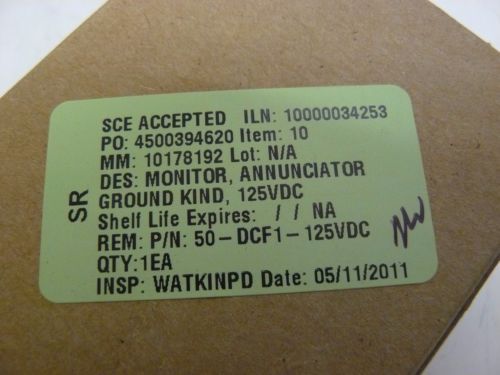 SCE ACCEPTED ILN: 10000034253
PO: 4500394620 Item: 10
MM: 10178192 Lot: N/A
DES: MONITOR, ANNUNCIATOR
GROUND KIND, 125VDC
Shelf Life Expires: / / NA
REM: P/N: 50-DCF1-125VDC
QTY:1EA
INSP: WATKINPD Date: 05/11/2011
SR